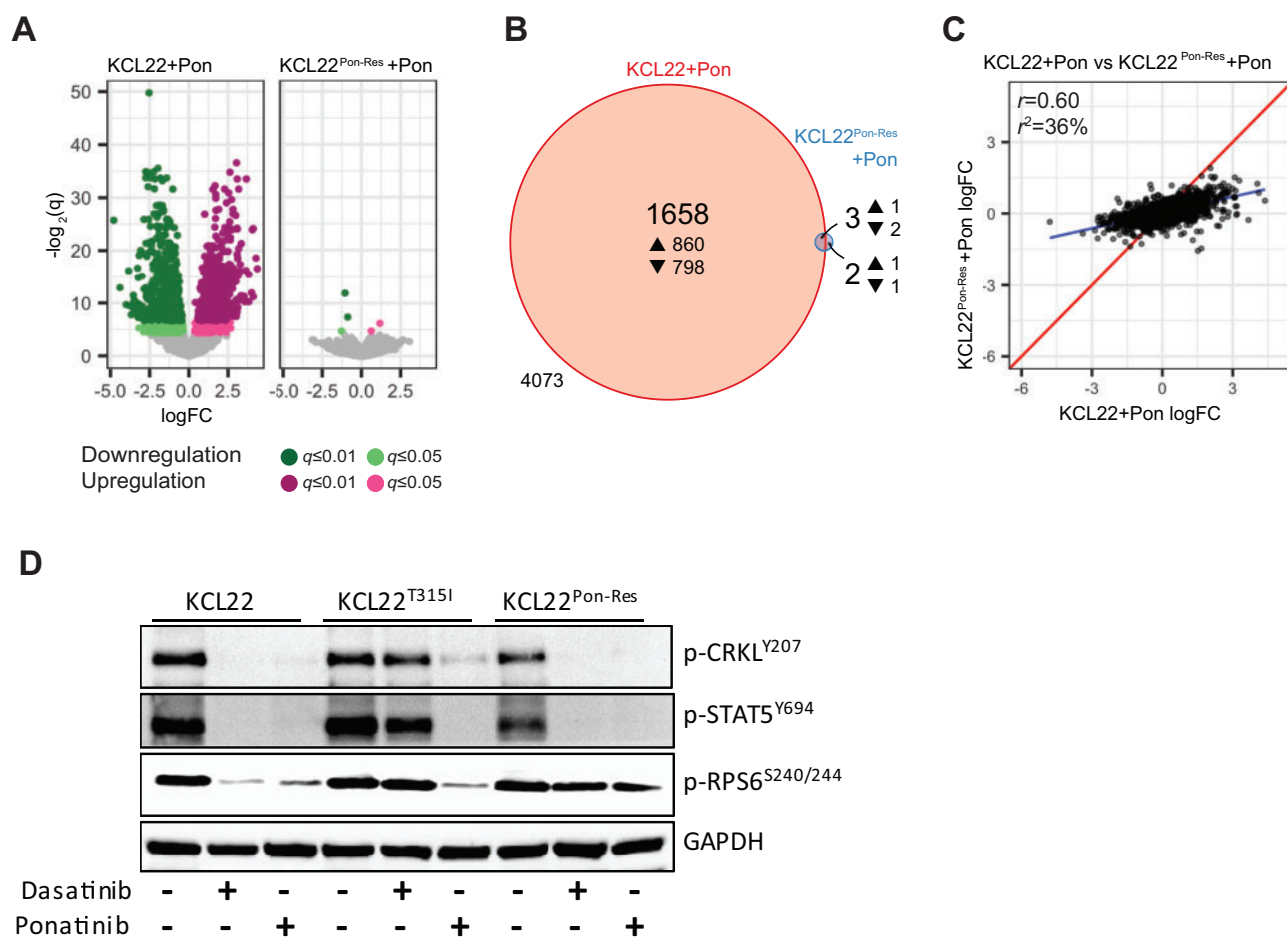 A
KCL22+Pon
KCL22Pon-Res +Pon
50
40
30
20
10
0
-log2(q)
-5.0 -2.5 0.0 2.5
-5.0 -2.5 0.0 2.5
logFC
Downregulation q≤0.01 q≤0.05
Upregulation q≤0.01 q≤0.05
B
KCL22+Pon
KCL22Pon-Res
+Pon
1658
▲ 860
▼ 798
3 ▲ 1
▼ 2
2 ▲ 1
▼ 1
4073
C
KCL22+Pon vs KCL22 Pon-Res+Pon
r=0.60
r²=36%
3
0
-3
-6
KCL22Pon-Res +Pon logFC
-6 -3 0 3
KCL22+Pon logFC
D
KCL22 KCL22T315I KCL22Pon-Res
p-CRKLY207
p-STAT5Y694
p-RPS6S240/244
GAPDH
Dasatinib - + - - + - - + -
Ponatinib - - + - - + - - +